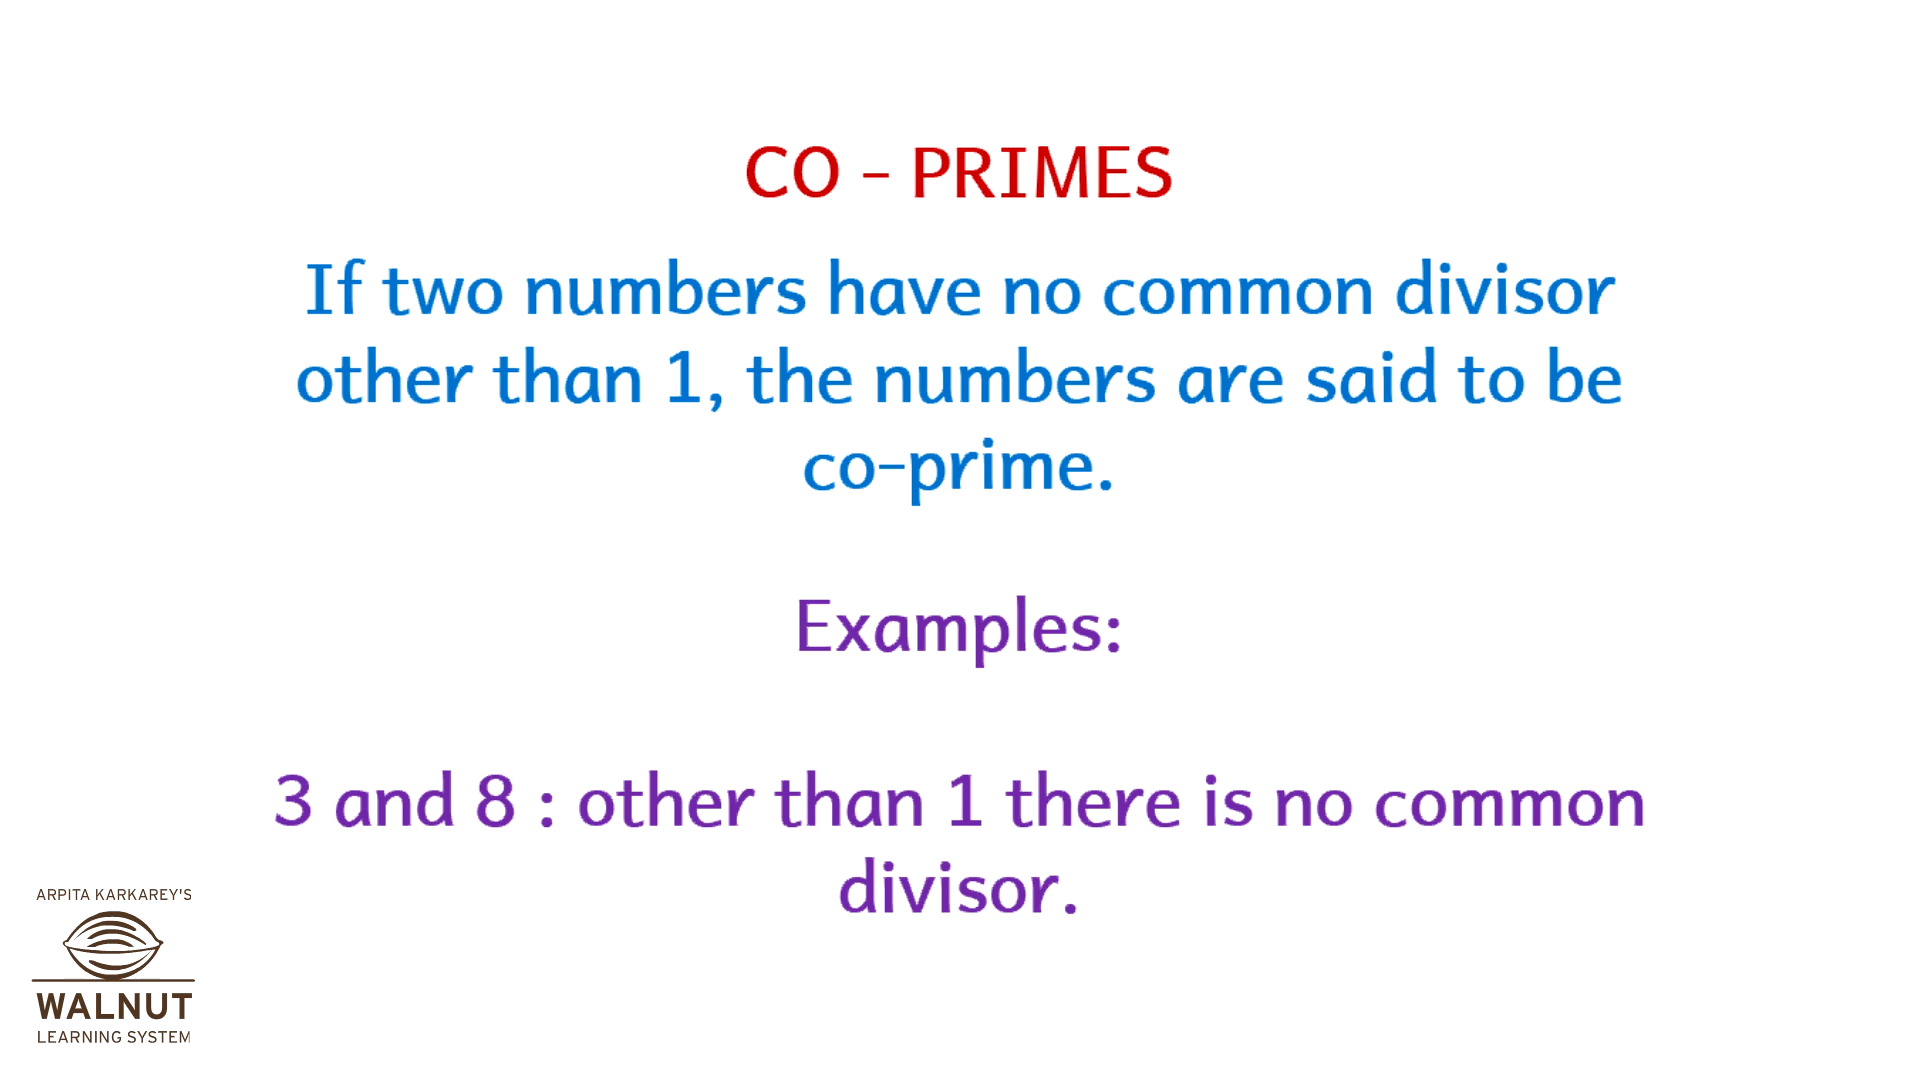 CO - PRIMES
If two numbers have no common divisor
other than 1, the numbers are said to be
co-prime.
Examples:
3 and 8 : other than 1 there is no common
divisor.
ARPITA KARKAREY'S
WALNUT
LEARNING SYSTEM